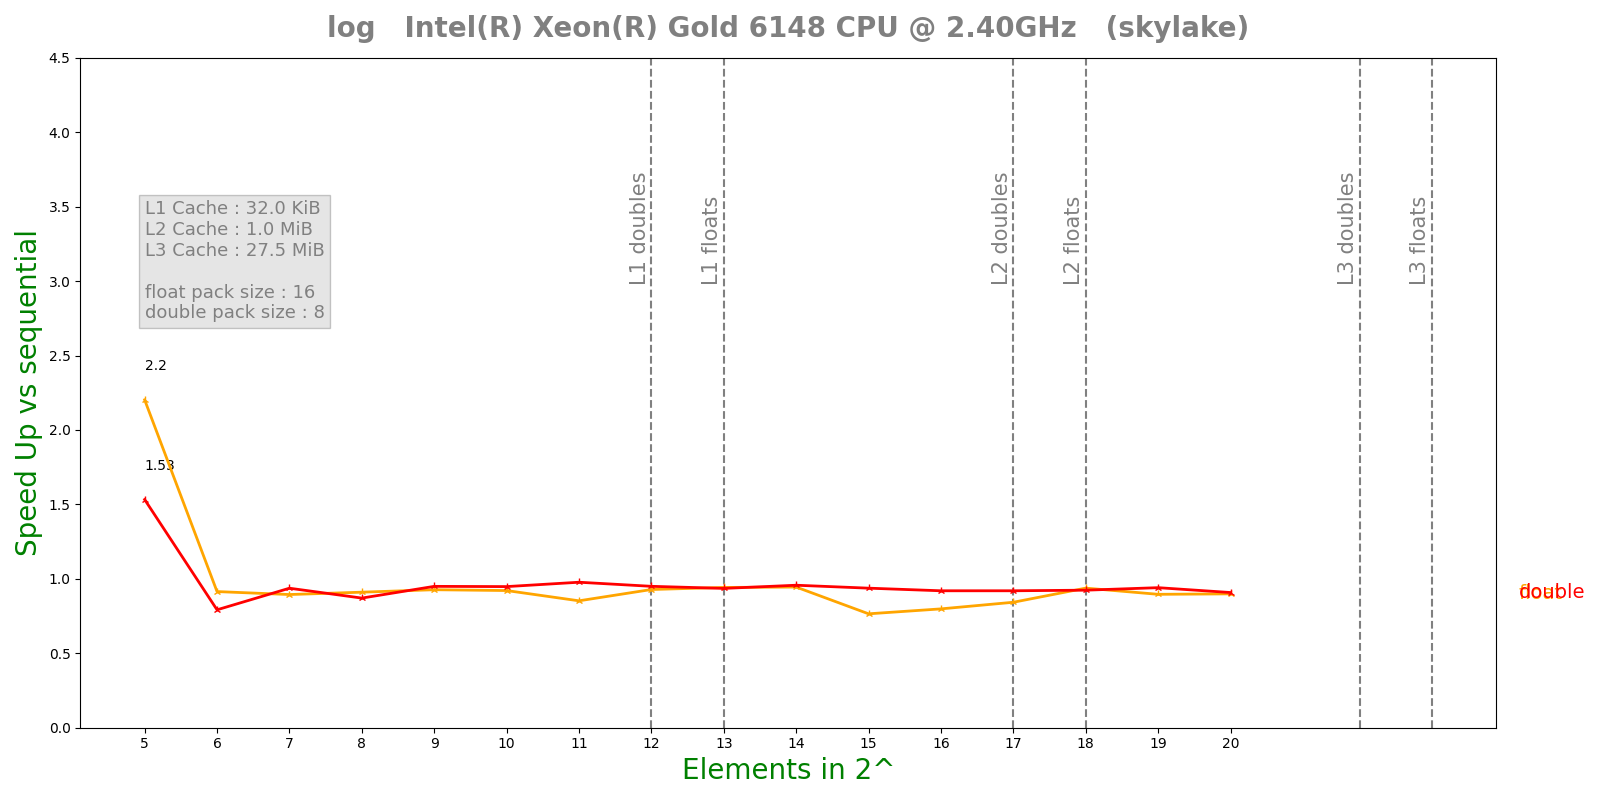 log   Intel(R) Xeon(R) Gold 6148 CPU @ 2.40GHz   (skylake)
4.5
4.0
3.5
3.0
2.5
2.0
1.5
1.0
0.5
0.0
Speed Up vs sequential
L1 Cache : 32.0 KiB
L2 Cache : 1.0 MiB
L3 Cache : 27.5 MiB
float pack size : 16
double pack size : 8
2.2
1.53
L1 doubles
L1 floats
L2 doubles
L2 floats
L3 doubles
L3 floats
double
5 6 7 8 9 10 11 12 13 14 15 16 17 18 19 20
Elements in 2^